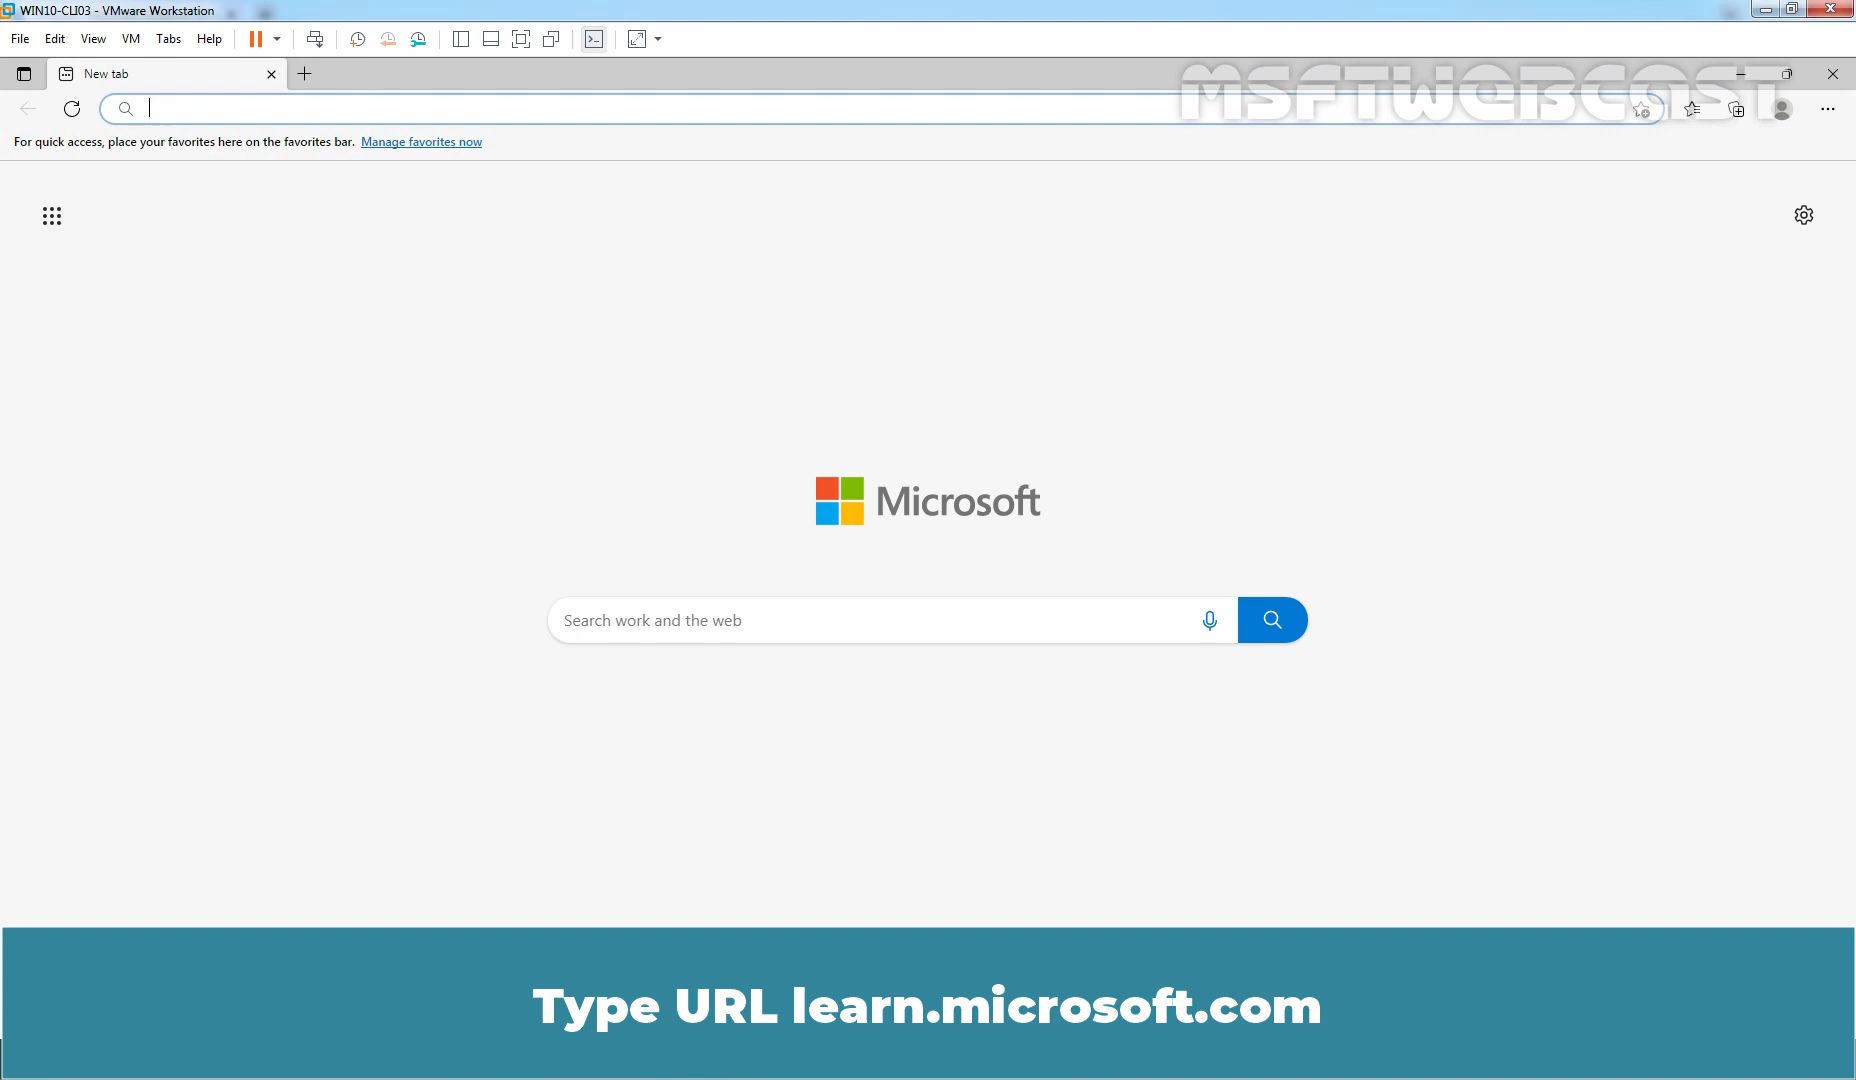 WIN10-CLI03 - VMware Workstation
File Edit View VM Tabs Help
New tab
MSFTWEBCAST
For quick access, place your favorites here on the favorites bar. Manage favorites now
Microsoft
Search work and the web
Type URL learn.microsoft.com